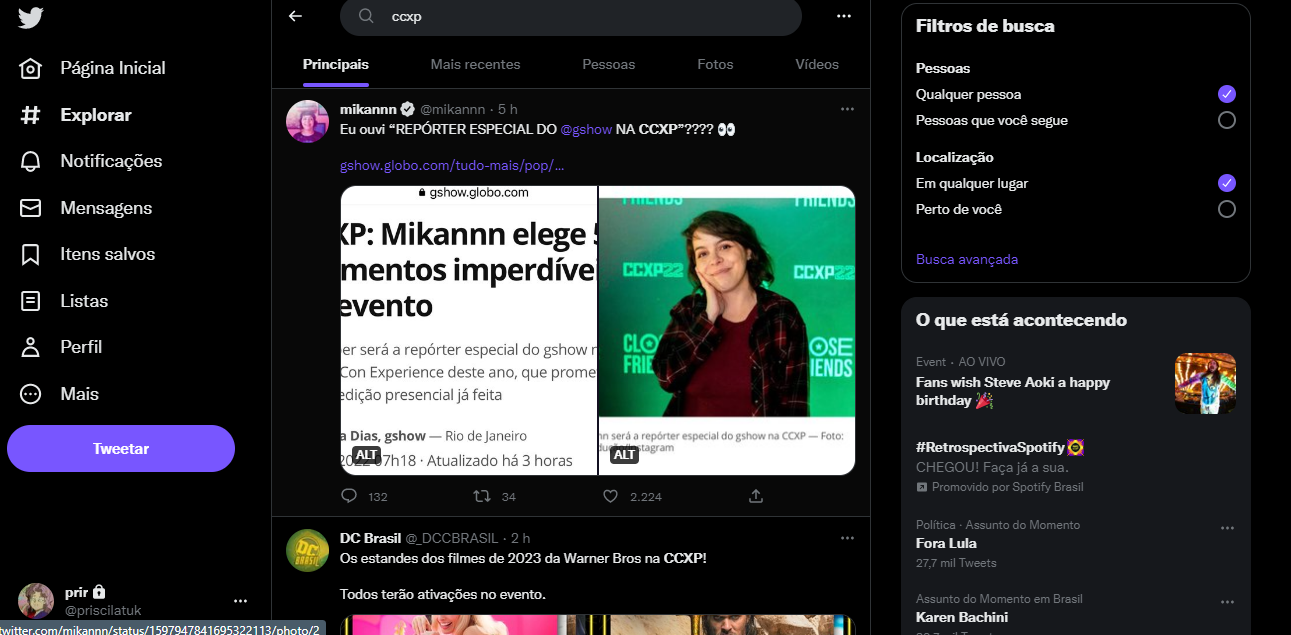 Página Inicial
Explorar
Notificações
Mensagens
Itens salvos
Listas
Perfil
Mais
Tweetar
prir
@priscilatuk
twitter.com/mikannn/status/1597947841695322113/photo/2
ccxp
Principais
Mais recentes
Pessoas
Fotos
Vídeos
mikannn @mikannn · 5 h
Eu ouvi “REPÓRTER ESPECIAL DO @gshow NA CCXP”???? 👀
gshow.globo.com/tudo-mais/pop/...
gshow.globo.com
XP: Mikannn elege 5
mentos imperdívei
evento
er será a repórter especial do gshow n
Con Experience deste ano, que prome
edição presencial já feita
a Dias, gshow — Rio de Janeiro
2022 07h18 · Atualizado há 3 horas
ALT
FRIENDS
FRIENDS
CCXP22
CCXP22
CLO
FRIE
LOSE
IENDS
nn será a repórter especial do gshow na CCXP — Foto:
dução/Instagram
ALT
132
34
2.224
DC Brasil @_DCCBRASIL · 2 h
DC
BRASIL
Os estandes dos filmes de 2023 da Warner Bros na CCXP!
Todos terão ativações no evento.
Filtros de busca
Pessoas
Qualquer pessoa
Pessoas que você segue
Localização
Em qualquer lugar
Perto de você
Busca avançada
O que está acontecendo
Event · AO VIVO
Fans wish Steve Aoki a happy
birthday 🎉
#RetrospectivaSpotify
CHEGOU! Faça já a sua.
Promovido por Spotify Brasil
Política · Assunto do Momento
Fora Lula
27,7 mil Tweets
Assunto do Momento em Brasil
Karen Bachini